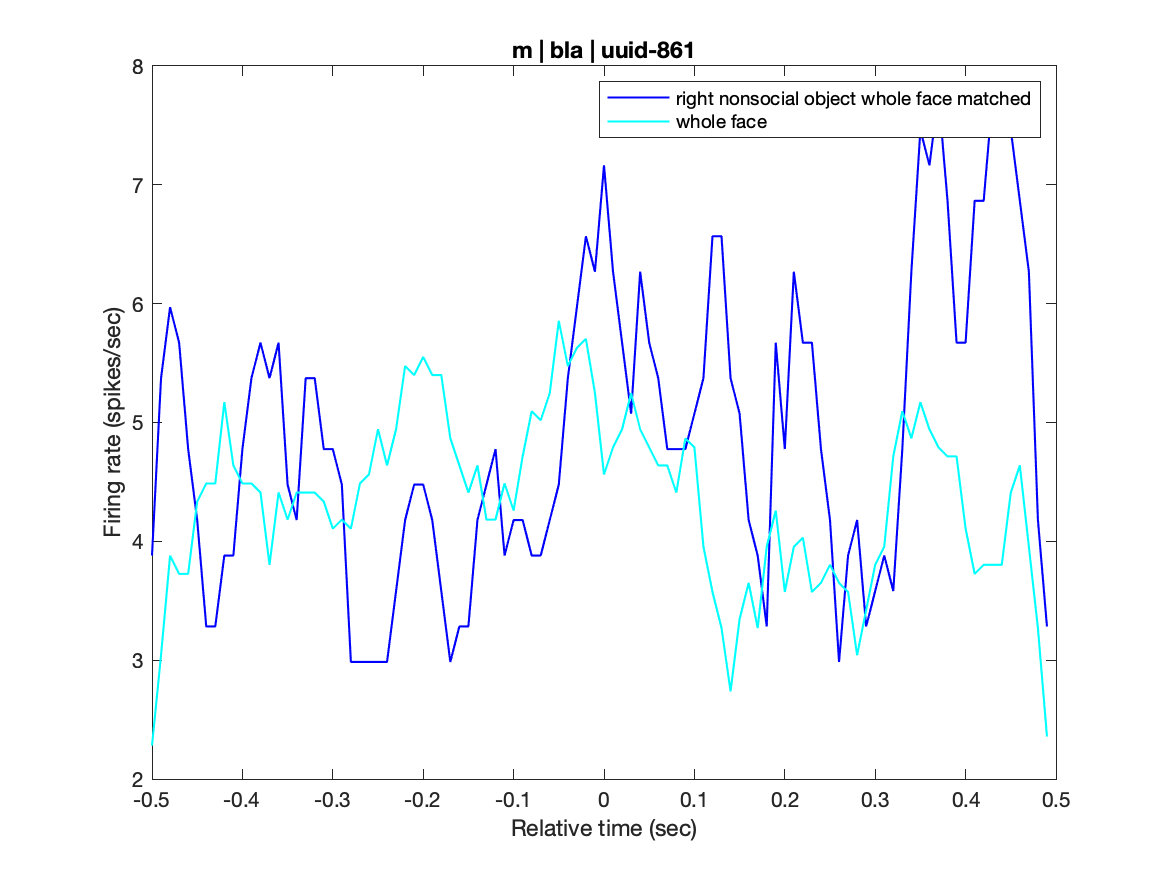 m | bla | uuid-861
right nonsocial object whole face matched
whole face
Firing rate (spikes/sec)
8
7
6
5
4
3
2
-0.5 -0.4 -0.3 -0.2 -0.1 0 0.1 0.2 0.3 0.4 0.5
Relative time (sec)